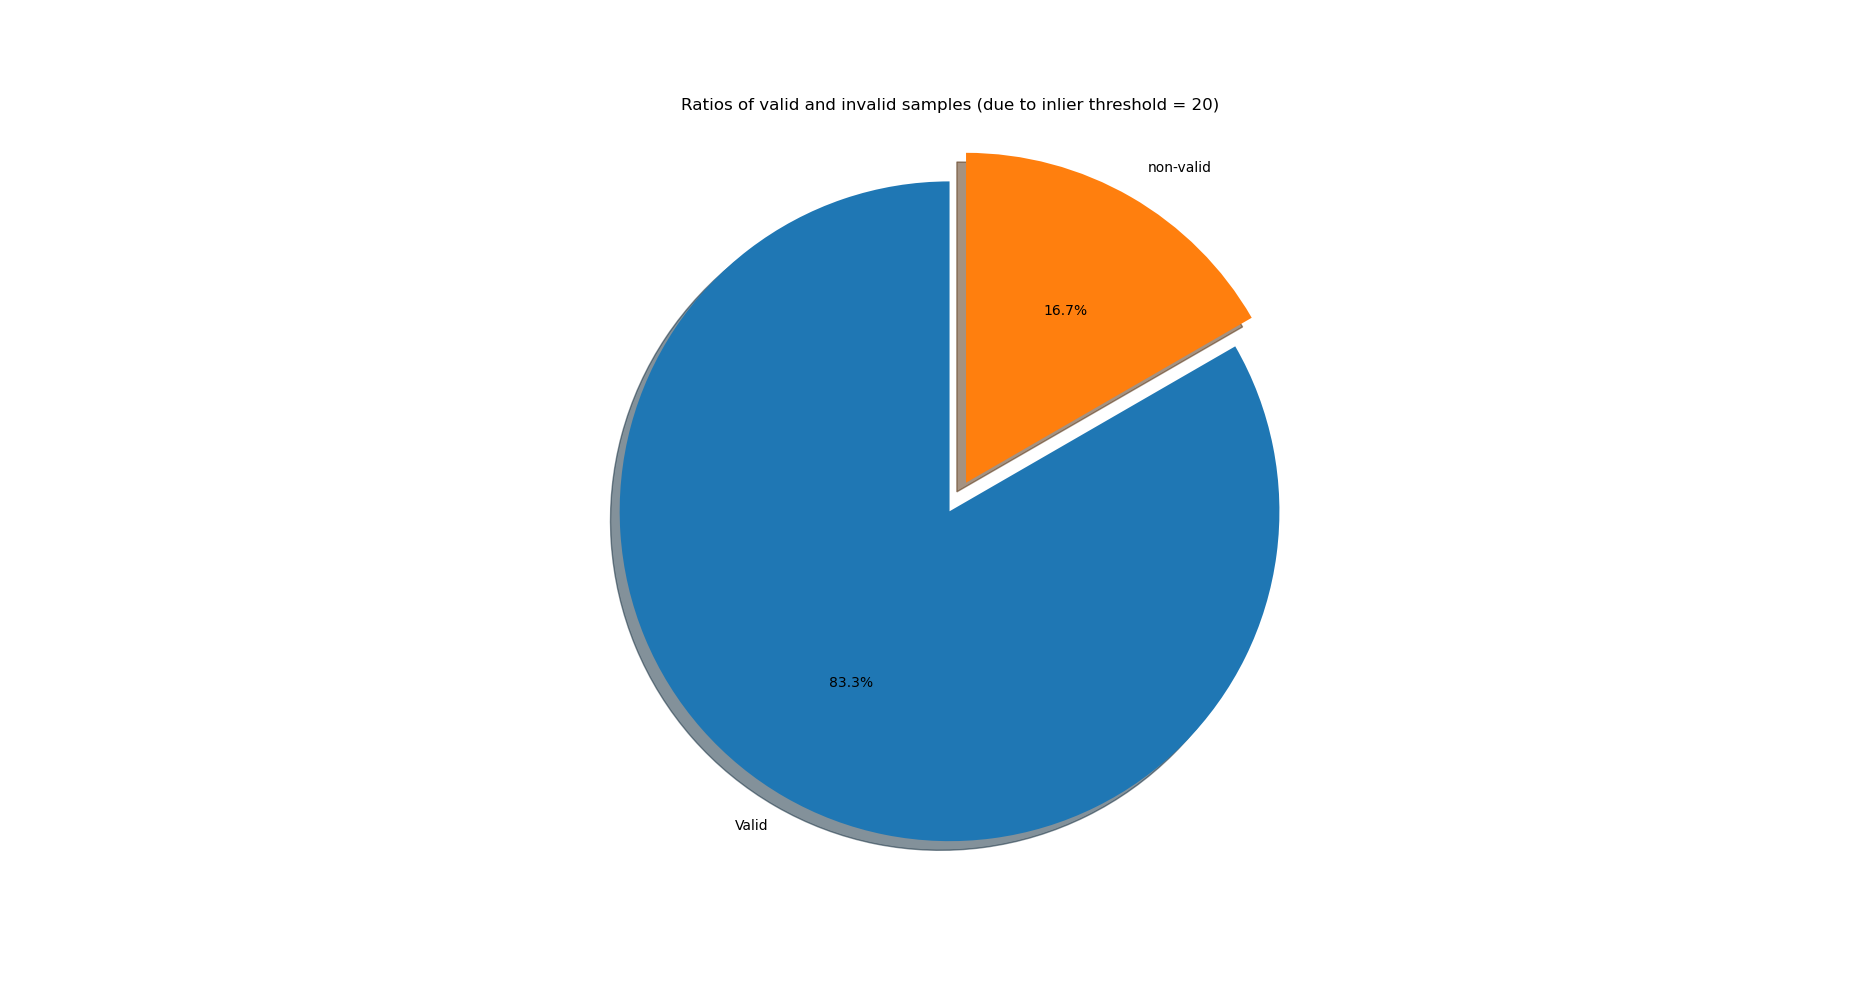 Ratios of valid and invalid samples (due to inlier threshold = 20)
non-valid
16.7%
83.3%
Valid